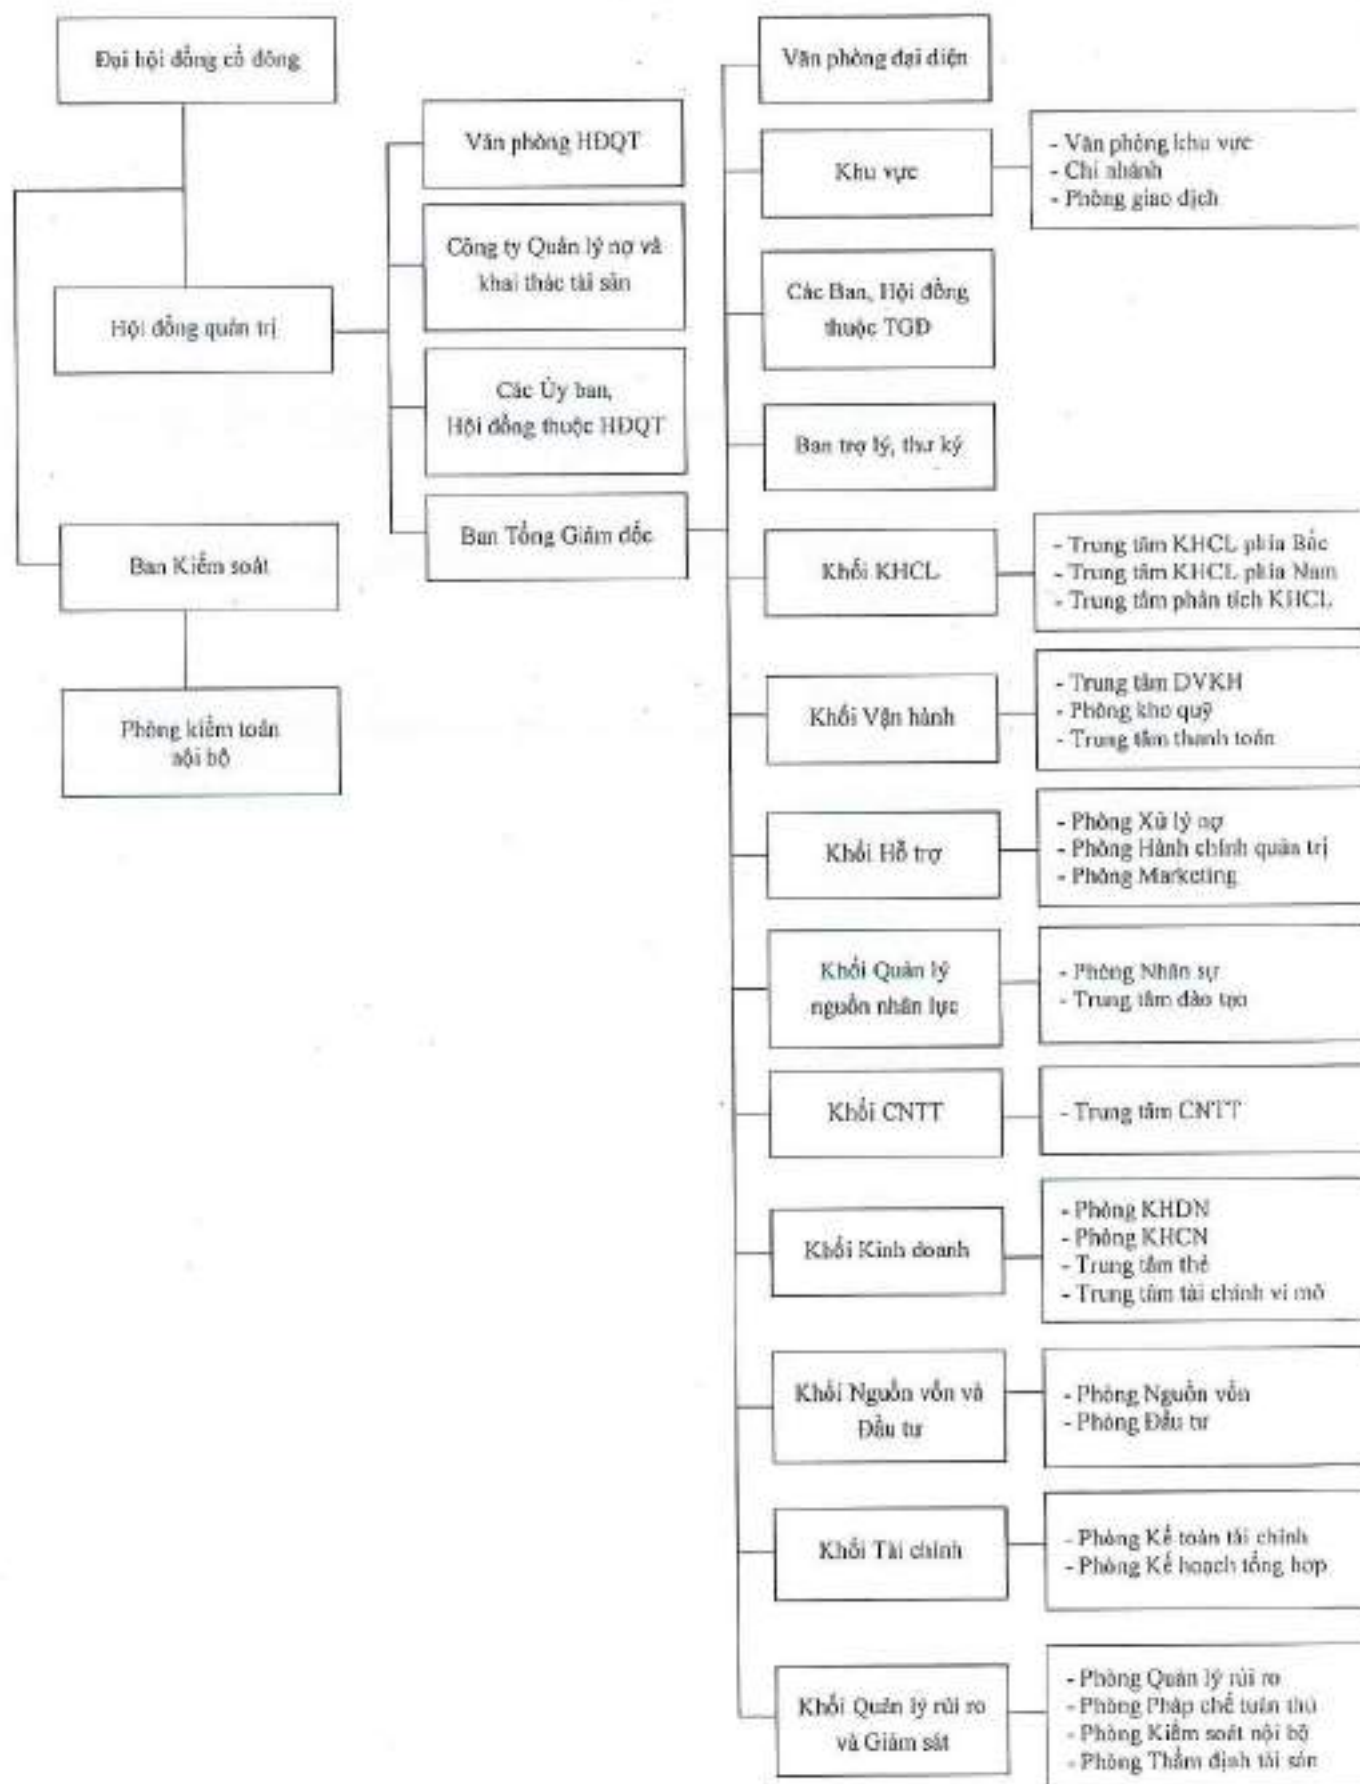 Đại hội đồng cổ đông
Hội đồng quản trị
Ban Kiểm soát
Phòng kiểm toán
nội bộ
Văn phòng HĐQT
Công ty Quản lý nợ và
khai thác tài sản
Các Ủy ban,
Hội đồng thuộc HĐQT
Ban Tổng Giám đốc
Văn phòng đại diện
Khu vực
- Văn phòng khu vực
- Chi nhánh
- Phòng giao dịch
Các Ban, Hội đồng
thuộc TGĐ
Ban trợ lý, thư ký
Khối KHCL
- Trung tâm KHCL phía Bắc
- Trung tâm KHCL phía Nam
- Trung tâm phân tích KHCL
Khối Vận hành
- Trung tâm DVKH
- Phòng kho quỹ
- Trung tâm thanh toán
Khối Hỗ trợ
- Phòng Xử lý nợ
- Phòng Hành chính quản trị
- Phòng Marketing
Khối Quản lý
nguồn nhân lực
- Phòng Nhân sự
- Trung tâm đào tạo
Khối CNTT
- Trung tâm CNTT
Khối Kinh doanh
- Phòng KHDN
- Phòng KHCN
- Trung tâm thẻ
- Trung tâm tài chính vi mô
Khối Nguồn vốn và
Đầu tư
- Phòng Nguồn vốn
- Phòng Đầu tư
Khối Tài chính
- Phòng Kế toán tài chính
- Phòng Kế hoạch tổng hợp
Khối Quản lý rủi ro
và Giám sát
- Phòng Quản lý rủi ro
- Phòng Pháp chế tuân thủ
- Phòng Kiểm soát nội bộ
- Phòng Thẩm định tài sản